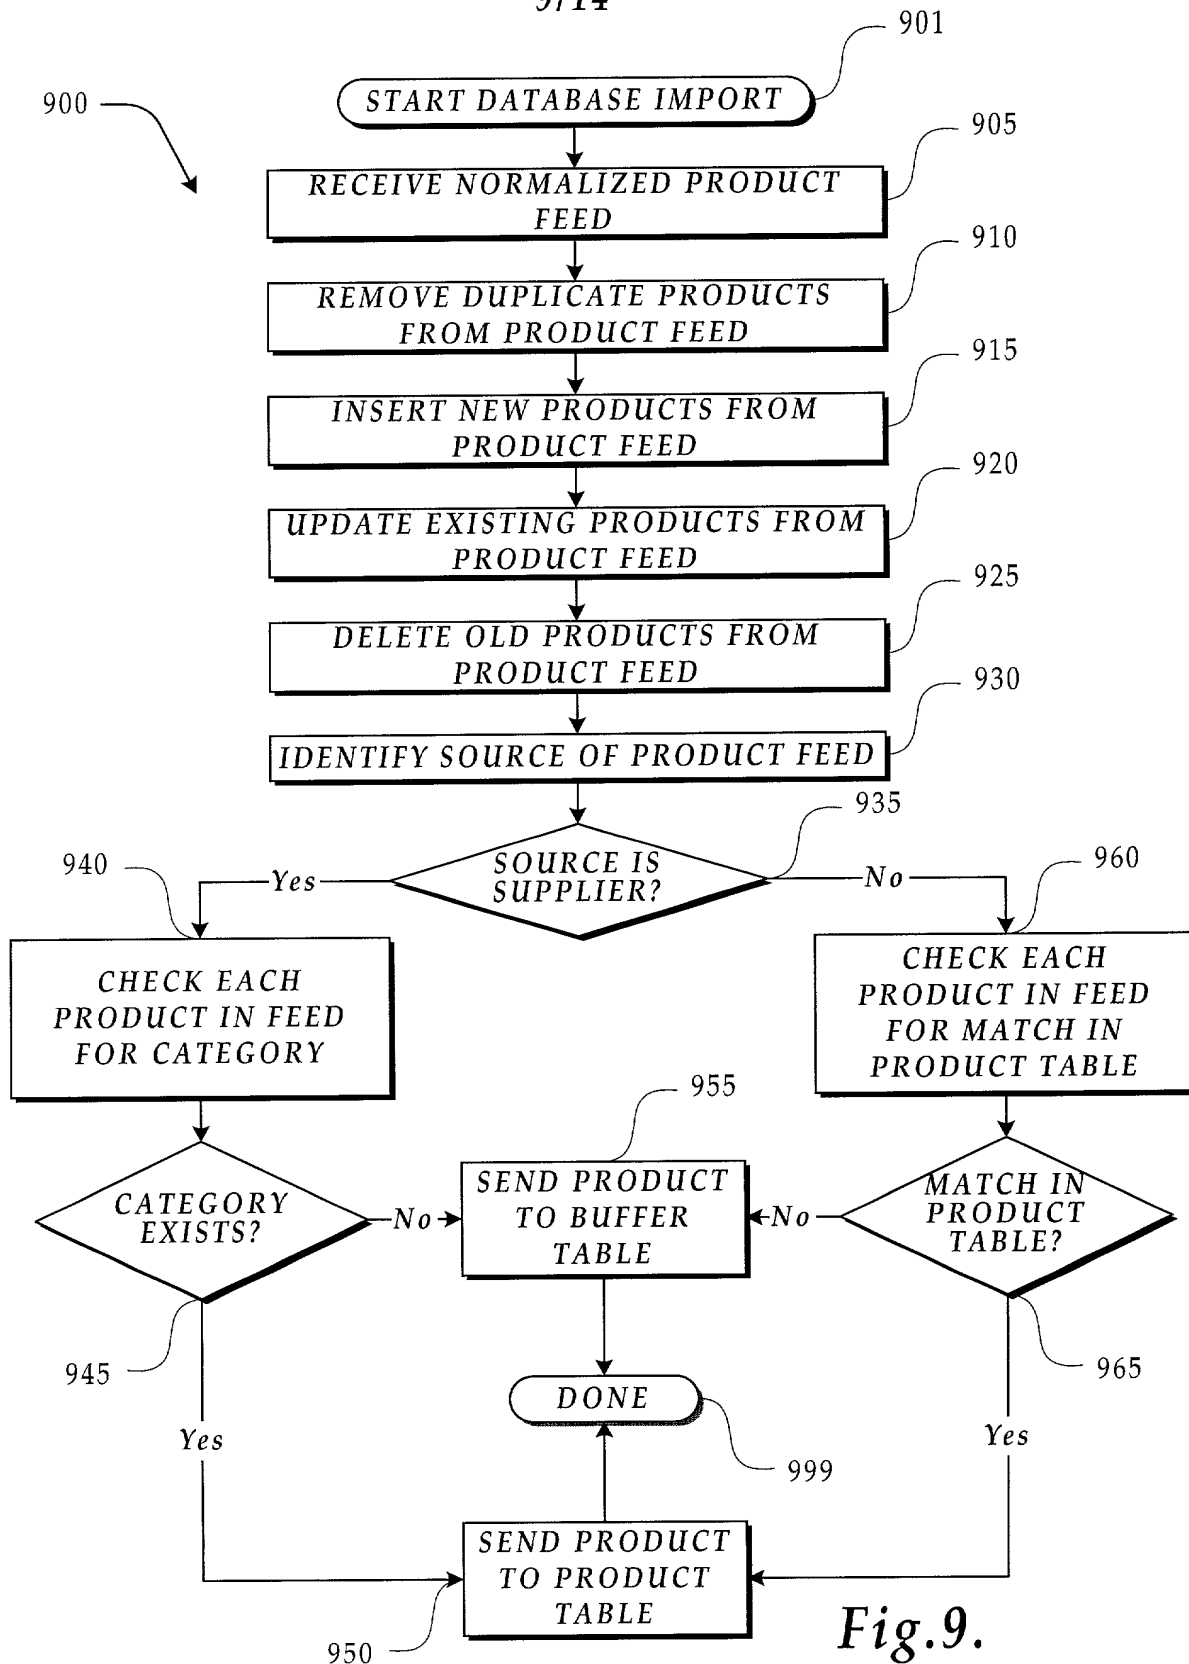 9/14
901
START DATABASE IMPORT
900
905
RECEIVE NORMALIZED PRODUCT
FEED
910
REMOVE DUPLICATE PRODUCTS
FROM PRODUCT FEED
915
INSERT NEW PRODUCTS FROM
PRODUCT FEED
920
UPDATE EXISTING PRODUCTS FROM
PRODUCT FEED
925
DELETE OLD PRODUCTS FROM
PRODUCT FEED
930
IDENTIFY SOURCE OF PRODUCT FEED
935
SOURCE IS
SUPPLIER?
Yes
No
940
960
CHECK EACH
PRODUCT IN FEED
FOR CATEGORY
CHECK EACH
PRODUCT IN FEED
FOR MATCH IN
PRODUCT TABLE
955
CATEGORY
EXISTS?
No
SEND PRODUCT
TO BUFFER
TABLE
No
MATCH IN
PRODUCT
TABLE?
945
965
DONE
Yes
Yes
999
SEND PRODUCT
TO PRODUCT
TABLE
950
Fig.9.